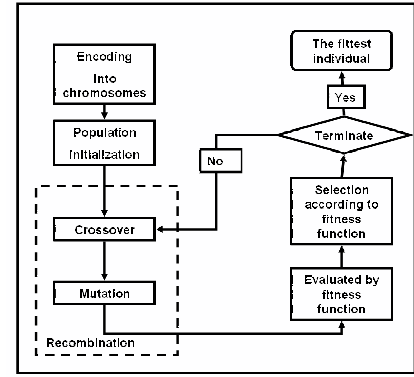 Encoding
Into
chromosomes
Population
Initialization
Crossover
Mutation
Recombination
Evaluated by
fitness
function
Selection
according to
fitness
function
Terminate
No
Yes
The fittest
individual